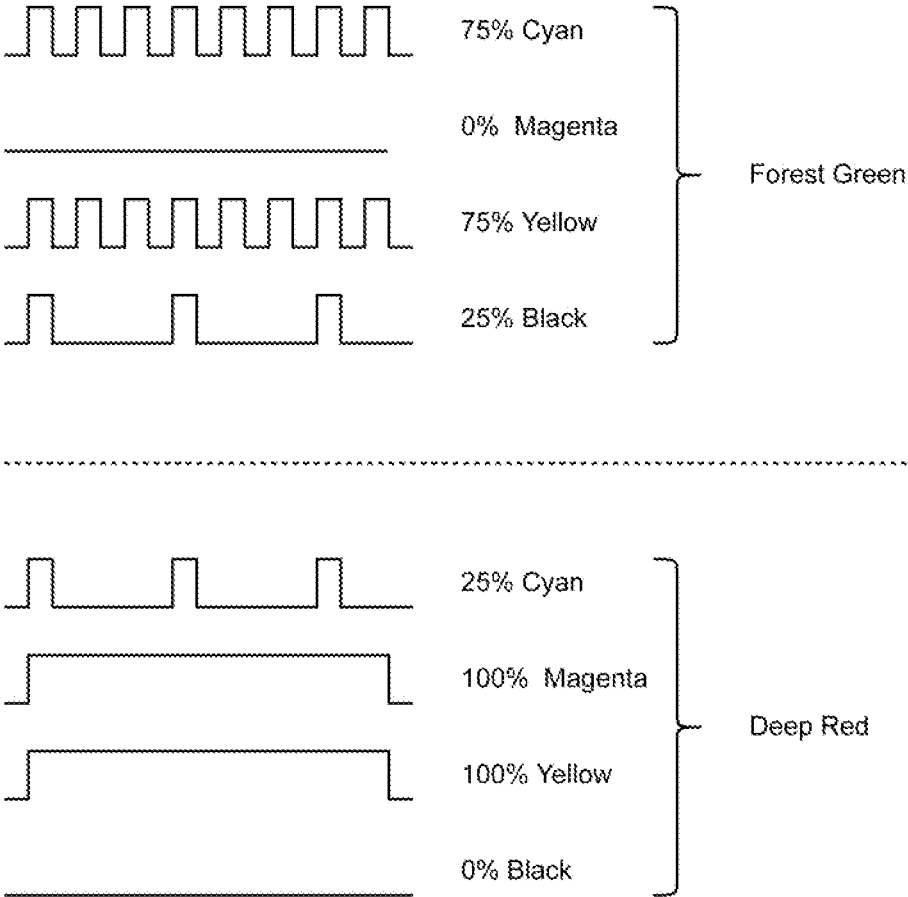 75% Cyan
0% Magenta
Forest Green
75% Yellow
25% Black
25% Cyan
100% Magenta
Deep Red
100% Yellow
0% Black